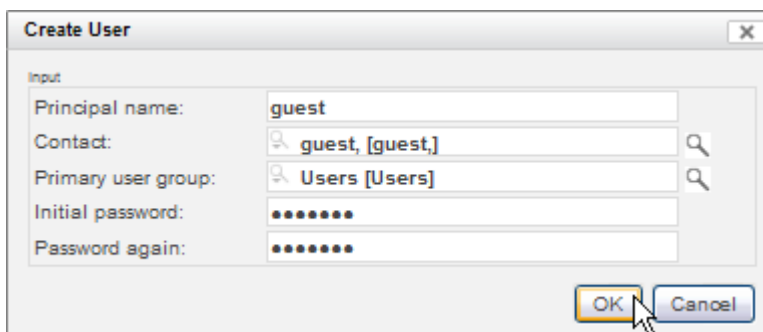 Create User
Input
Principal name: guest
Contact: guest, [guest,]
Primary user group: Users [Users]
Initial password: ●●●●●●●
Password again: ●●●●●●●
OK Cancel